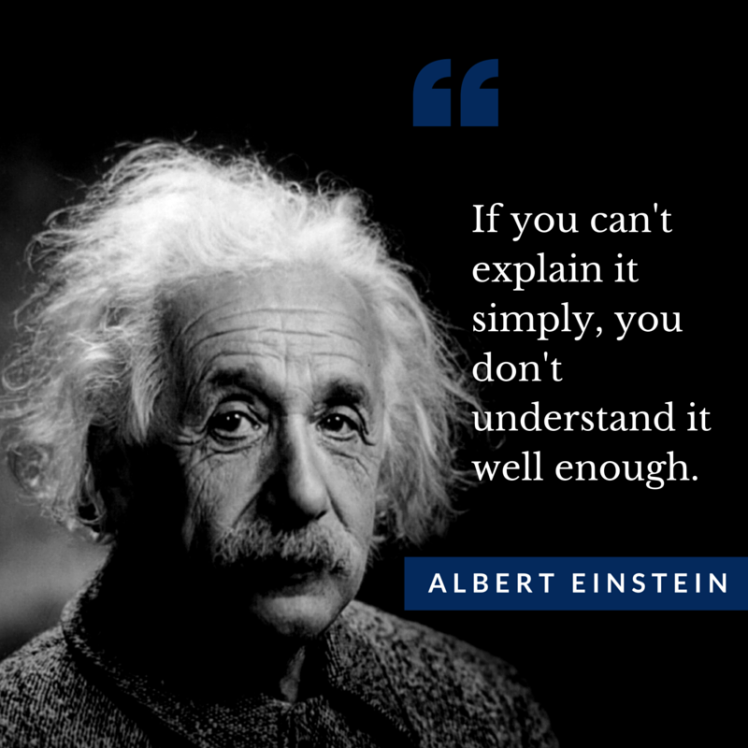 If you can't
explain it
simply, you
don't
understand it
well enough.
ALBERT EINSTEIN